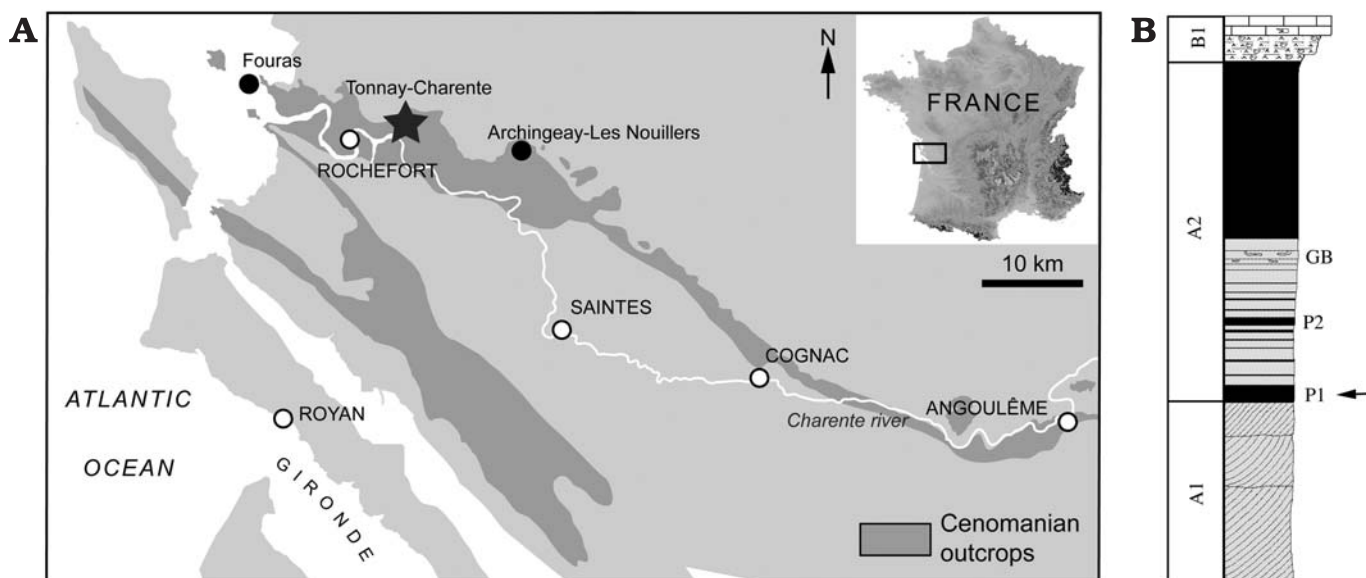 A
Fouras
Tonnay-Charente
Archingeay-Les Nouillers
ROCHEFORT
N
FRANCE
10 km
SAINTES
COGNAC
ANGOULÊME
Charente river
ATLANTIC
OCEAN
ROYAN
GIRONDE
Cenomanian
outcrops
B
B1
A2
A1
GB
P2
P1